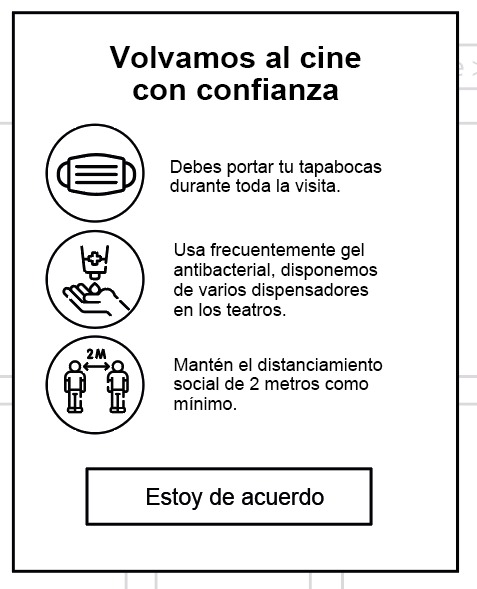 Volvamos al cine
con confianza
Debes portar tu tapabocas
durante toda la visita.
Usa frecuentemente gel
antibacterial, disponemos
de varios dispensadores
en los teatros.
2M
Mantén el distanciamiento
social de 2 metros como
mínimo.
Estoy de acuerdo